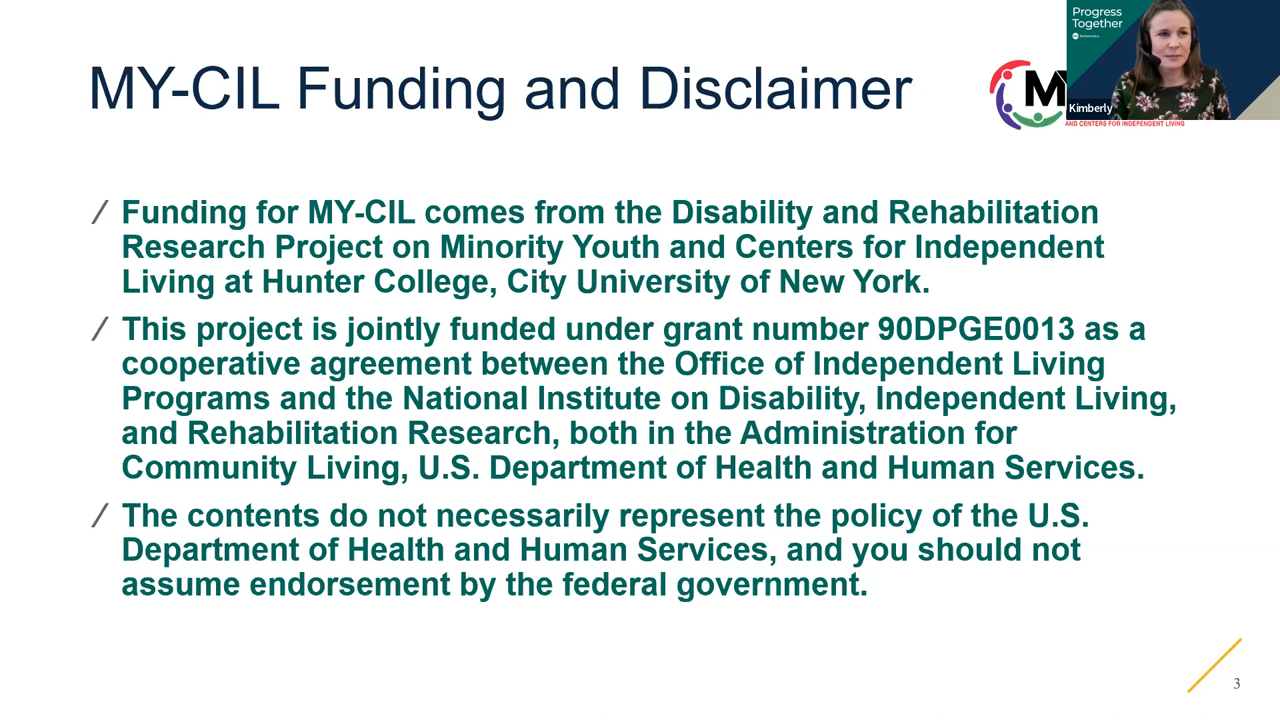 MY-CIL Funding and Disclaimer
Progress
Together
Mathematica
Kimberly
M
AND CENTERS FOR INDEPENDENT LIVING
/ Funding for MY-CIL comes from the Disability and Rehabilitation
Research Project on Minority Youth and Centers for Independent
Living at Hunter College, City University of New York.
/ This project is jointly funded under grant number 90DPGE0013 as a
cooperative agreement between the Office of Independent Living
Programs and the National Institute on Disability, Independent Living,
and Rehabilitation Research, both in the Administration for
Community Living, U.S. Department of Health and Human Services.
/ The contents do not necessarily represent the policy of the U.S.
Department of Health and Human Services, and you should not
assume endorsement by the federal government.
3